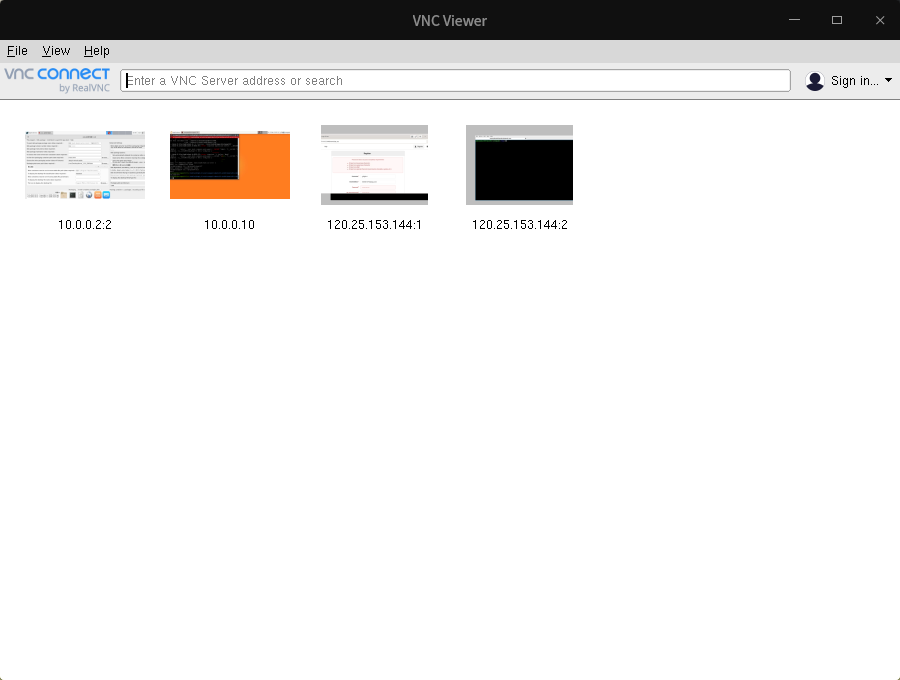 VNC Viewer
File View Help
vnc connect
by RealVNC
Enter a VNC Server address or search
Sign in...
10.0.0.2:2
10.0.0.10
120.25.153.144:1
120.25.153.144:2